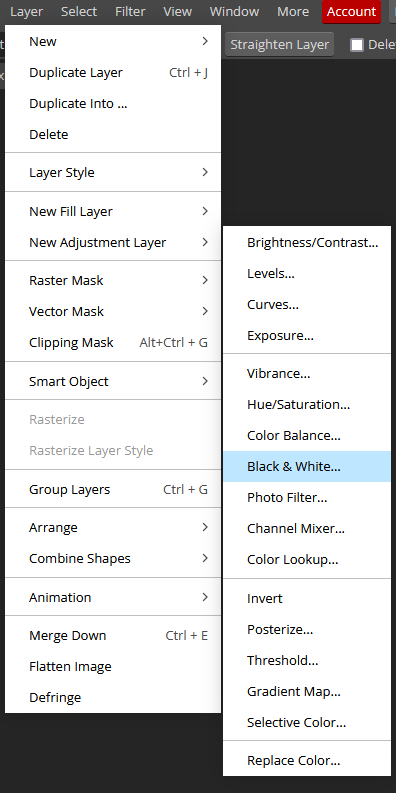 Layer Select Filter View Window More Account
Straighten Layer Dele
New
Duplicate Layer Ctrl + J
Duplicate Into ...
Delete
Layer Style
New Fill Layer
New Adjustment Layer
Raster Mask
Vector Mask
Clipping Mask Alt+Ctrl + G
Smart Object
Rasterize
Rasterize Layer Style
Group Layers Ctrl + G
Arrange
Combine Shapes
Animation
Merge Down Ctrl + E
Flatten Image
Defringe
Brightness/Contrast...
Levels...
Curves...
Exposure...
Vibrance...
Hue/Saturation...
Color Balance...
Black & White...
Photo Filter...
Channel Mixer...
Color Lookup...
Invert
Posterize...
Threshold...
Gradient Map...
Selective Color...
Replace Color...